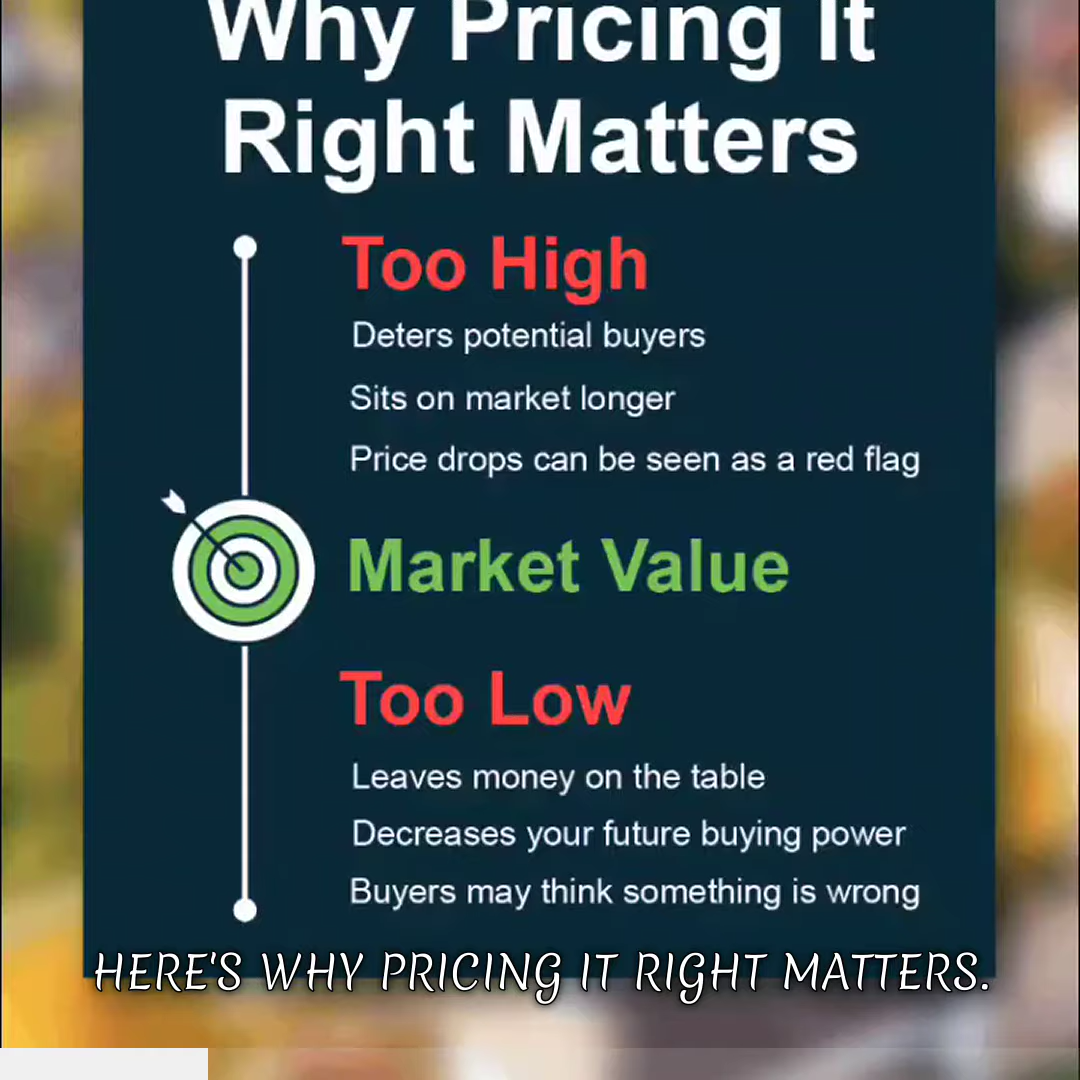 Why Pricing It
Right Matters
Too High
Deters potential buyers
Sits on market longer
Price drops can be seen as a red flag
Market Value
Too Low
Leaves money on the table
Decreases your future buying power
Buyers may think something is wrong
HERE'S WHY PRICING IT RIGHT MATTERS.